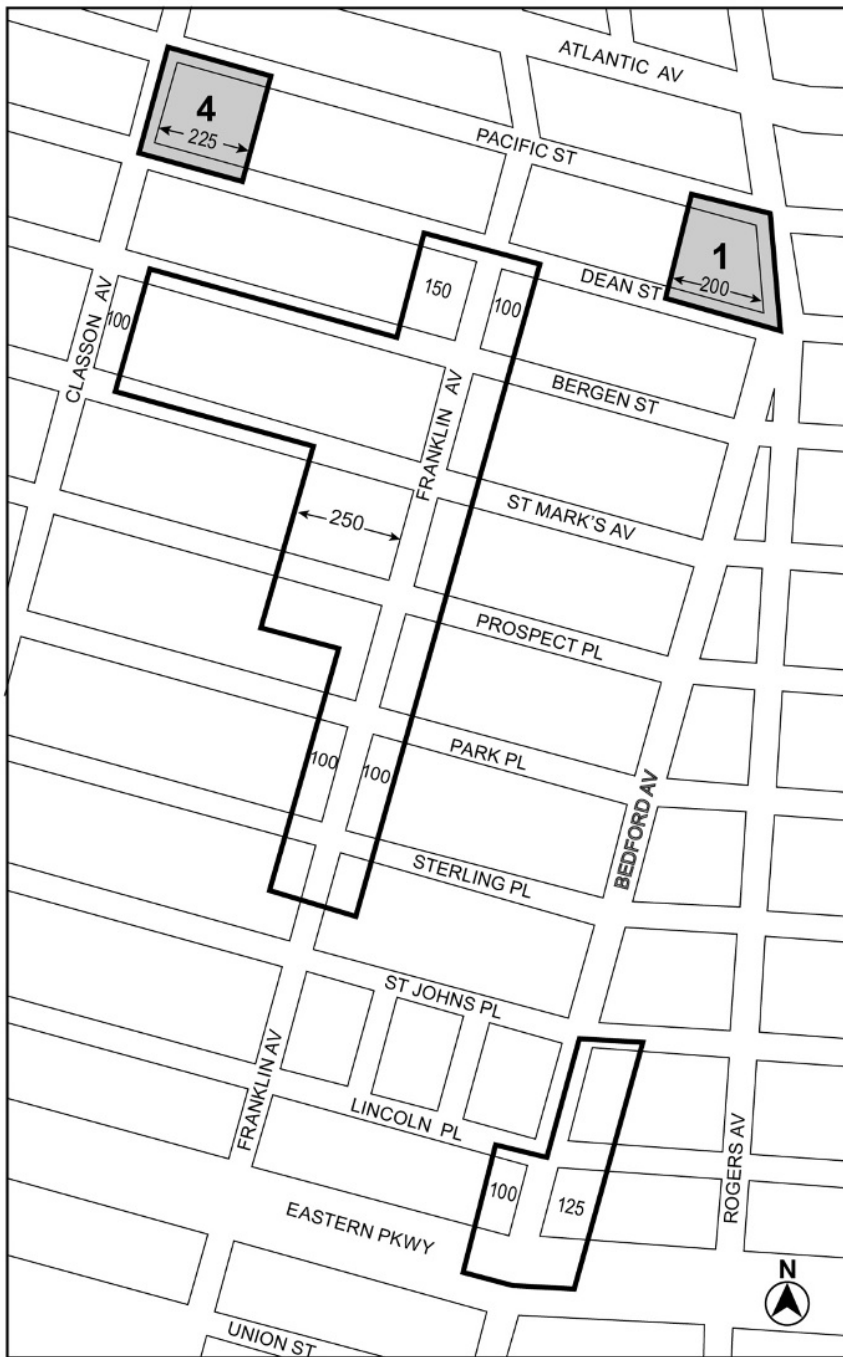 ATLANTIC AV
4
225
PACIFIC ST
1
200
DEAN ST
150
100
CLASSON AV
100
FRANKLIN AV
BERGEN ST
250
ST MARK'S AV
PROSPECT PL
PARK PL
100
100
BEDFORD AV
STERLING PL
ST JOHNS PL
FRANKLIN AV
LINCOLN PL
100
125
ROGERS AV
EASTERN PKWY
N
UNION ST